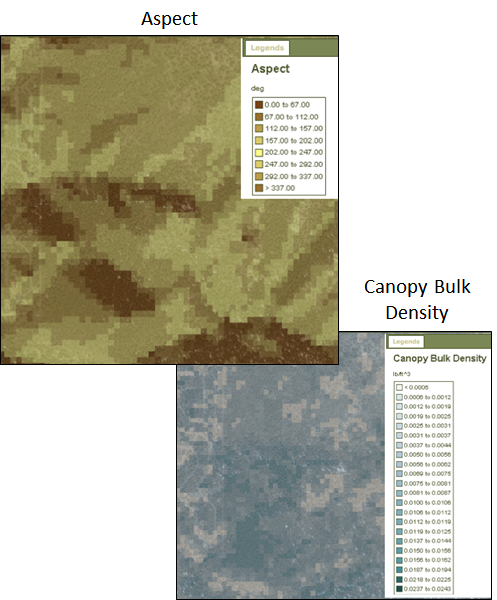 Aspect
Legends
Aspect
deg
0.00 to 67.00
67.00 to 112.00
112.00 to 157.00
157.00 to 202.00
202.00 to 247.00
247.00 to 292.00
292.00 to 337.00
> 337.00
Canopy Bulk
Density
Legends
Canopy Bulk Density
lb/ft^3
< 0.0006
0.0006 to 0.0012
0.0012 to 0.0019
0.0019 to 0.0025
0.0025 to 0.0031
0.0031 to 0.0037
0.0037 to 0.0044
0.0050 to 0.0056
0.0056 to 0.0062
0.0069 to 0.0075
0.0075 to 0.0081
0.0081 to 0.0087
0.0100 to 0.0106
0.0106 to 0.0112
0.0112 to 0.0119
0.0119 to 0.0125
0.0137 to 0.0144
0.0150 to 0.0156
0.0156 to 0.0162
0.0187 to 0.0194
0.0218 to 0.0225
0.0237 to 0.0243